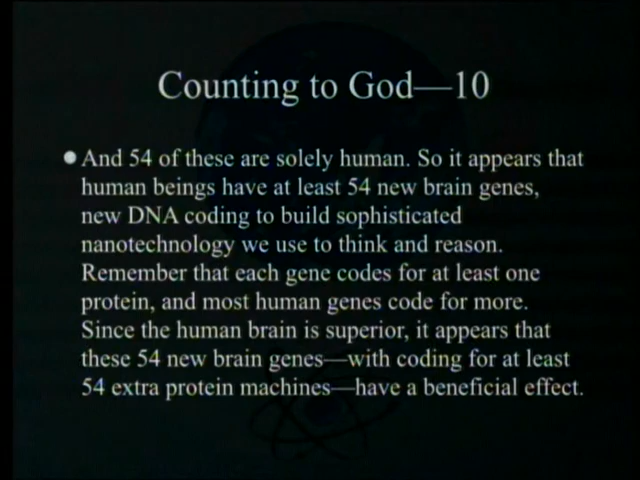 Counting to God—10
And 54 of these are solely human. So it appears that
human beings have at least 54 new brain genes,
new DNA coding to build sophisticated
nanotechnology we use to think and reason.
Remember that each gene codes for at least one
protein, and most human genes code for more.
Since the human brain is superior, it appears that
these 54 new brain genes—with coding for at least
54 extra protein machines—have a beneficial effect.